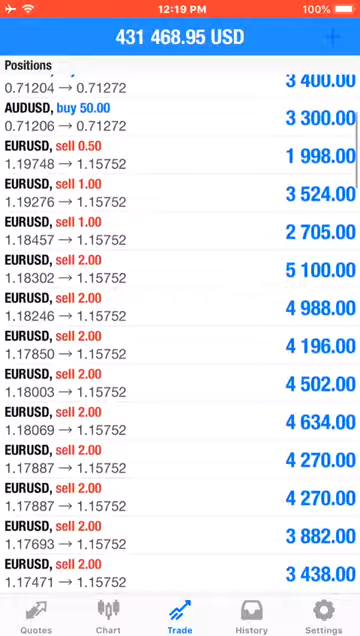 12:19 PM
100%
431 468.95 USD
Positions
0.71204 → 0.71272
3 400.00
AUDUSD, buy 50.00
0.71206 → 0.71272
3 300.00
EURUSD, sell 0.50
1.19748 → 1.15752
1 998.00
EURUSD, sell 1.00
1.19276 → 1.15752
3 524.00
EURUSD, sell 1.00
1.18457 → 1.15752
2 705.00
EURUSD, sell 2.00
1.18302 → 1.15752
5 100.00
EURUSD, sell 2.00
1.18246 → 1.15752
4 988.00
EURUSD, sell 2.00
1.17850 → 1.15752
4 196.00
EURUSD, sell 2.00
1.18003 → 1.15752
4 502.00
EURUSD, sell 2.00
1.18069 → 1.15752
4 634.00
EURUSD, sell 2.00
1.17887 → 1.15752
4 270.00
EURUSD, sell 2.00
1.17887 → 1.15752
4 270.00
EURUSD, sell 2.00
1.17693 → 1.15752
3 882.00
EURUSD, sell 2.00
1.17471 → 1.15752
3 438.00
Quotes
Chart
Trade
History
Settings